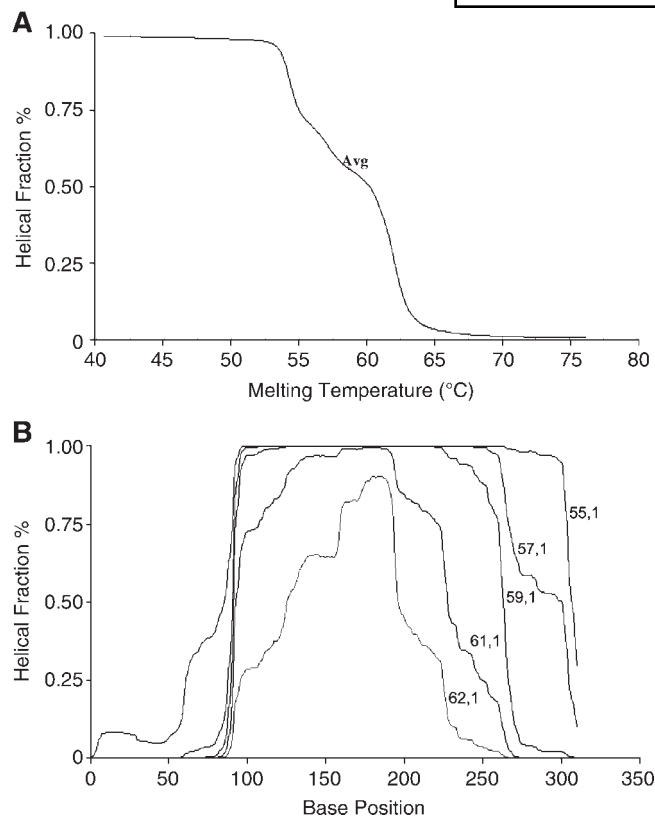 A
1.00
0.75
0.50
0.25
0
Helical Fraction %
Avg
40 45 50 55 60 65 70 75 80
Melting Temperature (°C)
B
1.00
0.75
0.50
0.25
0
Helical Fraction %
55,1
57,1
59,1
61,1
62,1
0 50 100 150 200 250 300 350
Base Position